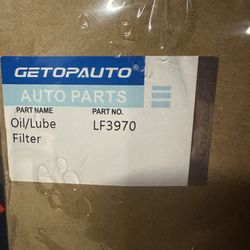 GETOPAUTO
AUTO PARTS
PART NAME PART NO.
Oil/Lube LF3970
Filter